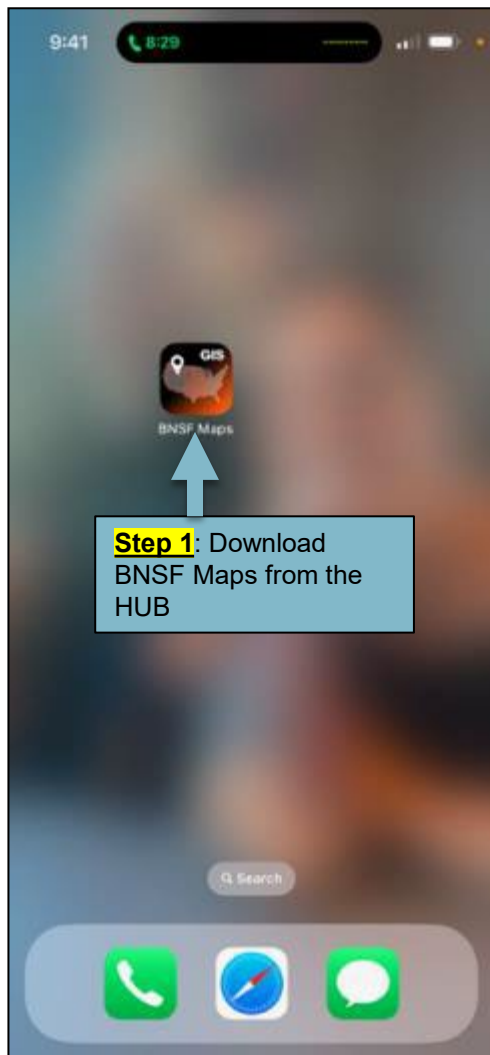 9:41
8:29
GIS
BNSF Maps
Step 1: Download
BNSF Maps from the
HUB
Search